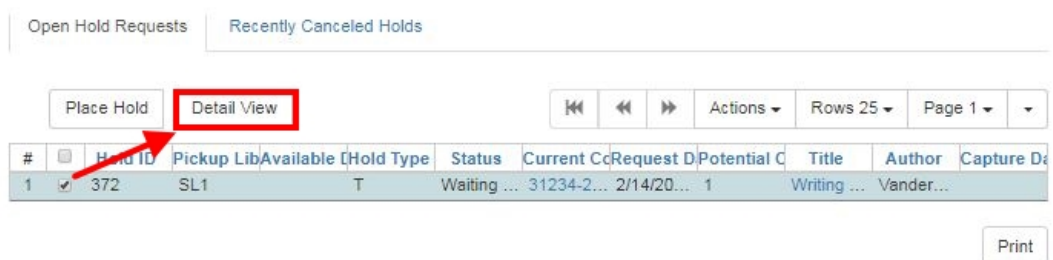 Open Hold Requests Recently Canceled Holds
Place Hold Detail View Actions Rows 25 Page 1
# Hold ID Pickup Lib Available D Hold Type Status Current Co Request D Potential C Title Author Capture Da
1 372 SL1 T Waiting ... 31234-2... 2/14/20... 1 Writing ... Vander...
Print